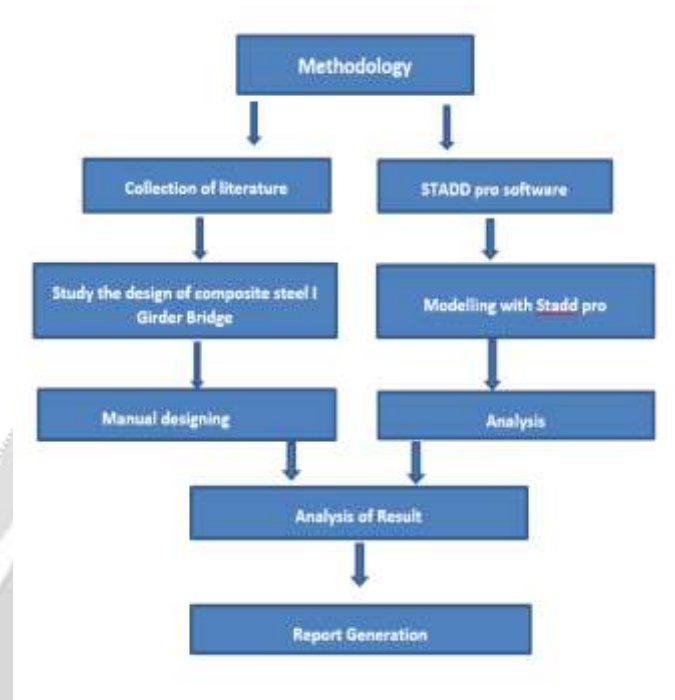 Methodology
Collection of literature
STADD pro software
Study the design of composite steel I
Girder Bridge
Modelling with Stadd pro
Manual designing
Analysis
Analysis of Result
Report Generation